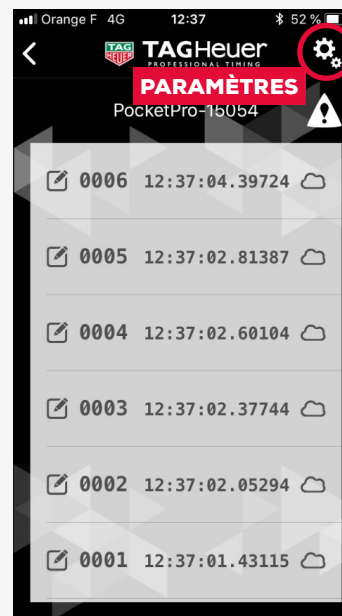 Orange F 4G 12:37 52 %
TAG HEUER TAGHeuer
PROFESSIONAL TIMING
PARAMÈTRES
PocketPro-15054
0006 12:37:04.39724
0005 12:37:02.81387
0004 12:37:02.60104
0003 12:37:02.37744
0002 12:37:02.05294
0001 12:37:01.43115